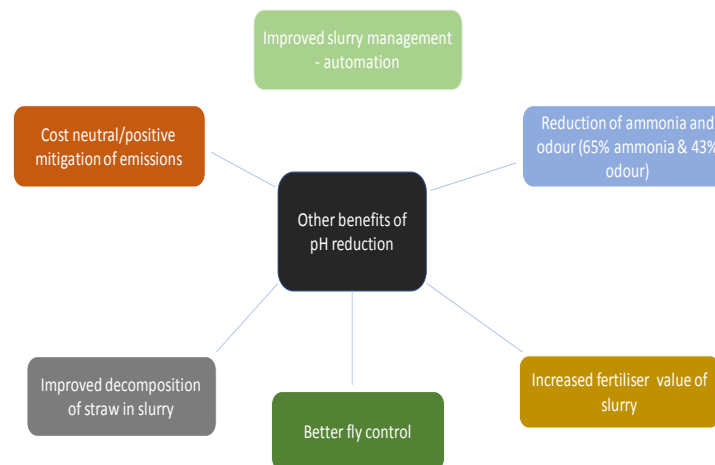 Improved slurry management
- automation
Cost neutral/positive
mitigation of emissions
Reduction of ammonia and
odour (65% ammonia & 43%
odour)
Other benefits of
pH reduction
Improved decomposition
of straw in slurry
Better fly control
Increased fertiliser value of
slurry